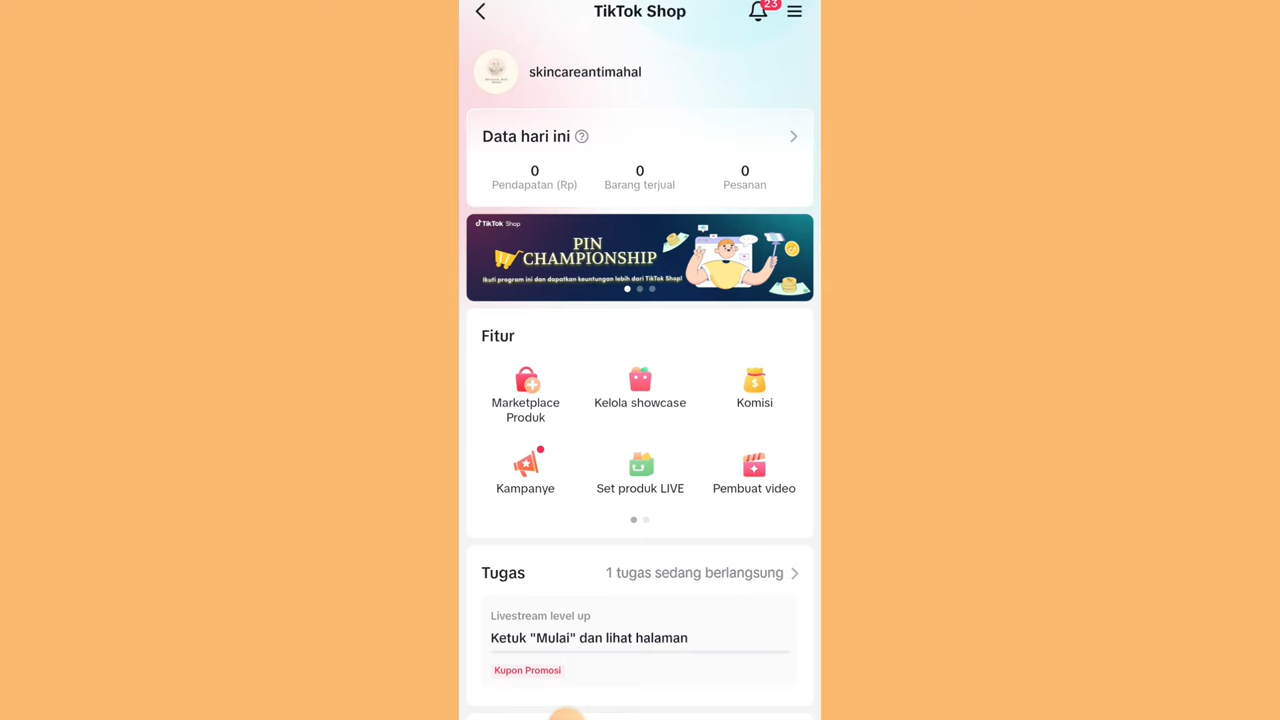 TikTok Shop
23
skincareantimahal
Data hari ini ?
0 0 0
Pendapatan (Rp) Barang terjual Pesanan
TikTok Shop
PIN
CHAMPIONSHIP
Ikuti program ini dan dapatkan keuntungan lebih dari TikTok Shop!
Fitur
Marketplace Kelola showcase Komisi
Produk
Kampanye Set produk LIVE Pembuat video
Tugas 1 tugas sedang berlangsung
Livestream level up
Ketuk "Mulai" dan lihat halaman
Kupon Promosi